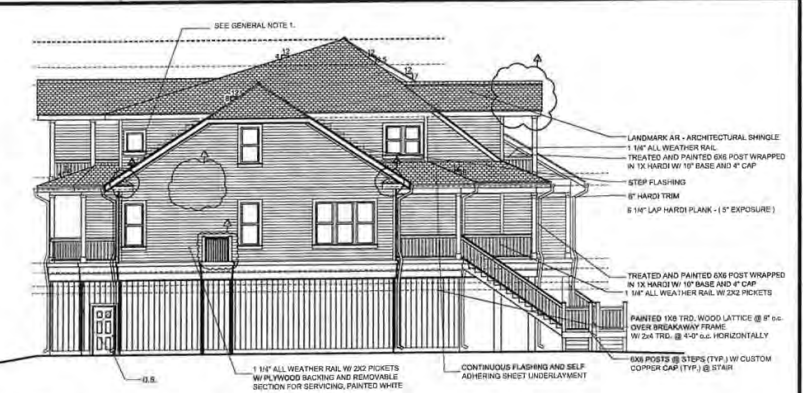 SEE GENERAL NOTE 1.
12
12
12
12
LANDMARK AR - ARCHITECTURAL SHINGLE
1 1/4" ALL WEATHER RAIL
TREATED AND PAINTED 6X6 POST WRAPPED
IN 1X HARDI W/ 10" BASE AND 4" CAP
STEP FLASHING
6" HARDI TRIM
6 1/4" LAP HARDI PLANK - ( 5" EXPOSURE )
TREATED AND PAINTED 6X6 POST WRAPPED
IN 1X HARDI W/ 10" BASE AND 4" CAP
1 1/4" ALL WEATHER RAIL W/ 2X2 PICKETS
PAINTED 1X8 TRD. WOOD LATTICE @ 8" o.c.
OVER BREAKAWAY FRAME
W/ 2x4 TRD. @ 4'-0" o.c. HORIZONTALLY
6X6 POSTS @ STEPS (TYP.) W/ CUSTOM
COPPER CAP (TYP.) @ STAIR
1 1/4" ALL WEATHER RAIL W/ 2X2 PICKETS
W/ PLYWOOD BACKING AND REMOVABLE
SECTION FOR SERVICING, PAINTED WHITE
CONTINUOUS FLASHING AND SELF
ADHERING SHEET UNDERLAYMENT